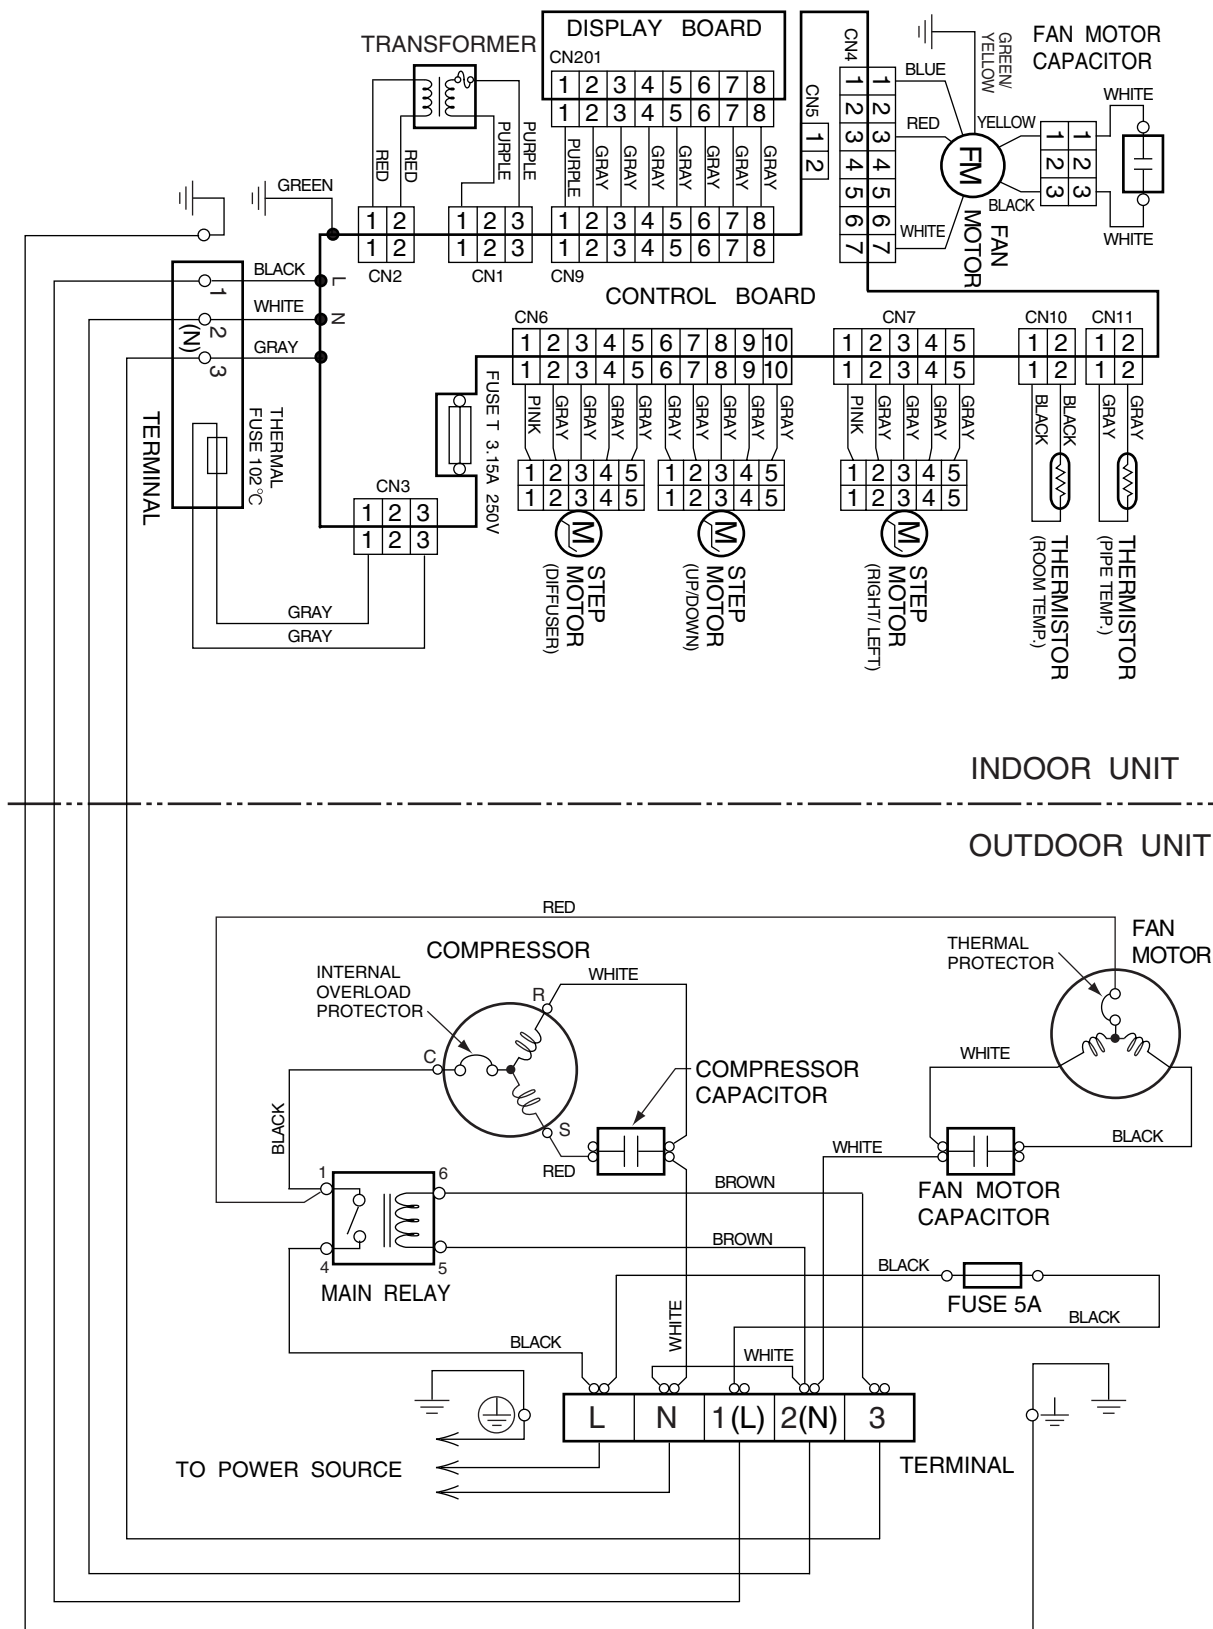 DISPLAY BOARD
CN201
1 2 3 4 5 6 7 8
1 2 3 4 5 6 7 8
PURPLE GRAY GRAY GRAY GRAY GRAY
1 2 3 4 5 6 7 8
1 2 3 4 5 6 7 8
CN9
TRANSFORMER
RED RED PURPLE PURPLE
1 2
1 2
CN2
1 2 3
1 2 3
CN1
GREEN
CN5
1 2
CN4
1 2 3 4 5 6 7
1 2 3 4 5 6 7
BLUE
RED
WHITE
GREEN/
YELLOW
YELLOW
BLACK
FM
FAN
MOTOR
FAN MOTOR
CAPACITOR
WHITE
1 2 3
1 2 3
WHITE
BLACK
L
WHITE
N
GRAY
1
2
(N)
3
TERMINAL
THERMAL
FUSE 102°C
CONTROL BOARD
CN6
1 2 3 4 5 6 7 8 9 10
1 2 3 4 5 6 7 8 9 10
PINK GRAY GRAY GRAY GRAY GRAY GRAY GRAY GRAY GRAY
1 2 3 4 5
1 2 3 4 5
1 2 3 4 5
1 2 3 4 5
CN7
1 2 3 4 5
1 2 3 4 5
PINK GRAY GRAY GRAY GRAY
1 2 3 4 5
1 2 3 4 5
CN10
1 2
1 2
BLACK BLACK
CN11
1 2
1 2
GRAY GRAY
FUSE T 3.15A 250V
CN3
1 2 3
1 2 3
GRAY
GRAY
M
STEP
MOTOR
(DIFFUSER)
M
STEP
MOTOR
(UP/DOWN)
M
STEP
MOTOR
(RIGHT/ LEFT)
THERMISTOR
(ROOM TEMP.)
THERMISTOR
(PIPE TEMP.)
INDOOR UNIT
OUTDOOR UNIT
RED
COMPRESSOR
INTERNAL
OVERLOAD
PROTECTOR
R
WHITE
C
S
RED
BLACK
COMPRESSOR
CAPACITOR
THERMAL
PROTECTOR
FAN
MOTOR
WHITE
BLACK
WHITE
FAN MOTOR
CAPACITOR
1
6
4
5
MAIN RELAY
BROWN
BROWN
BLACK
FUSE 5A
BLACK
BLACK
WHITE
WHITE
L N 1(L) 2(N) 3
TERMINAL
TO POWER SOURCE